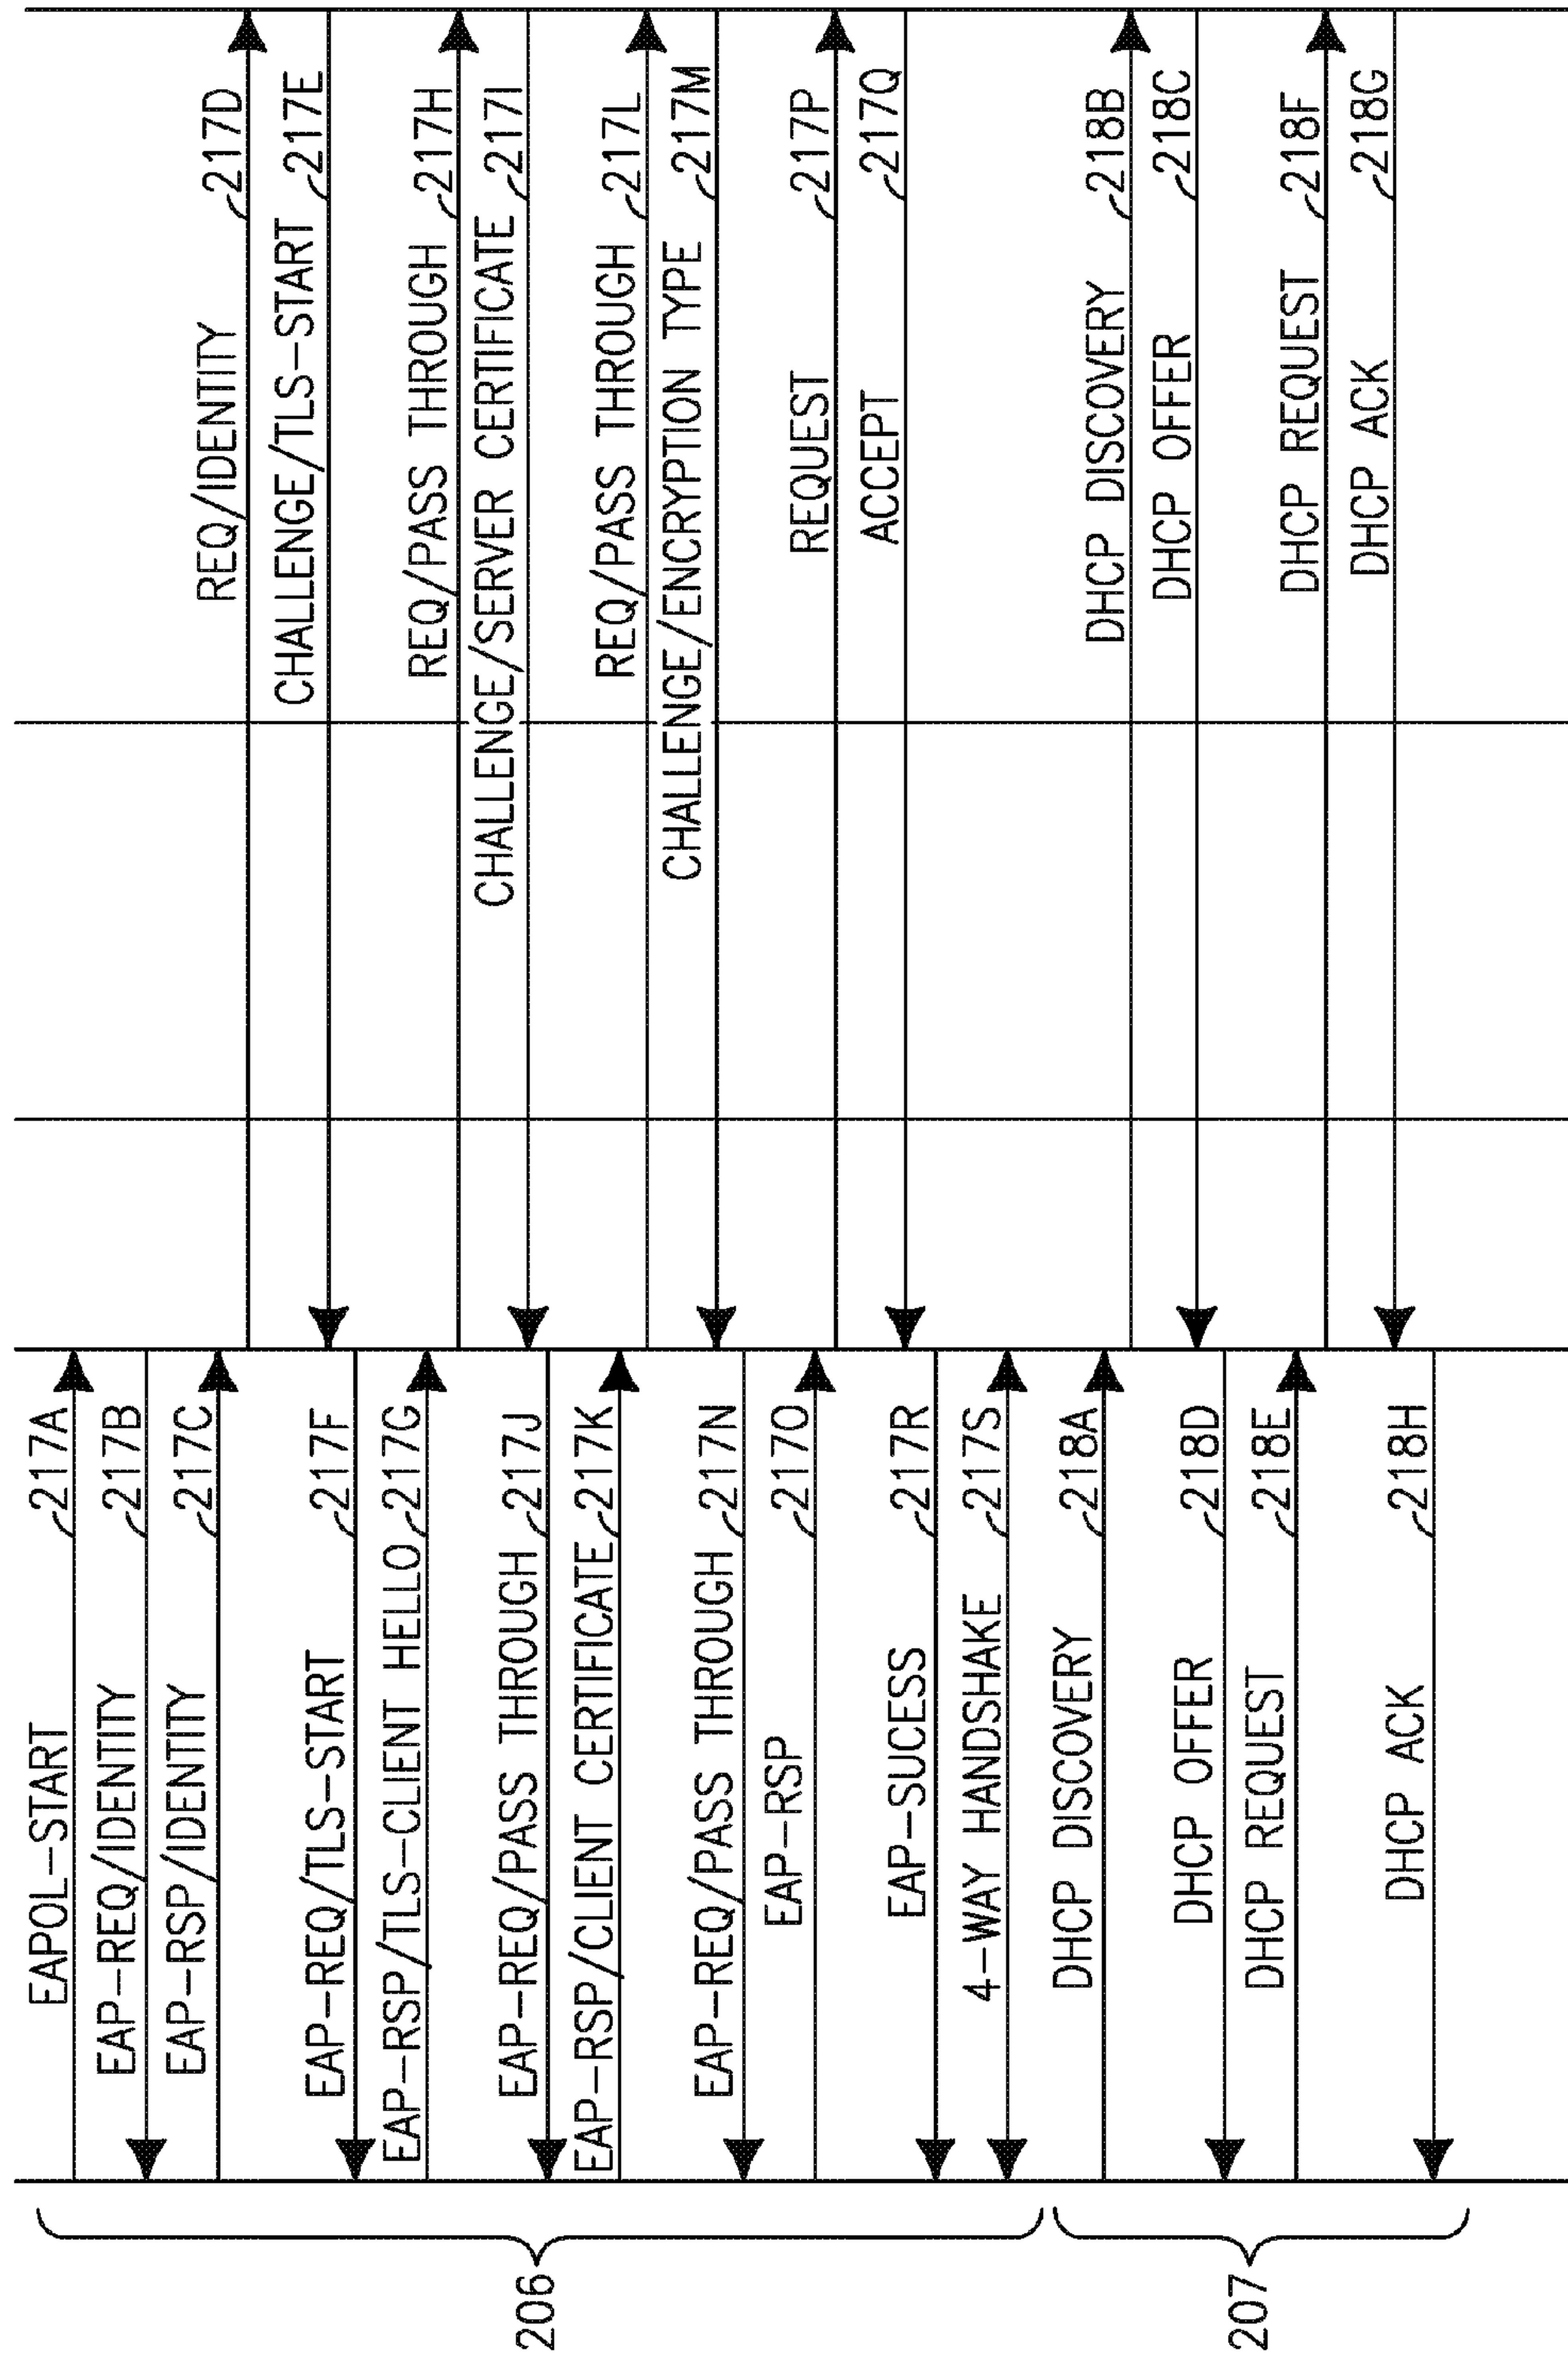 EAPOL-START 217A
EAP-REQ/IDENTITY 217B
EAP-RSP/IDENTITY 217C
REQ/IDENTITY 217D
CHALLENGE/TLS-START 217E
EAP-REQ/TLS-START 217F
EAP-RSP/TLS-CLIENT HELLO 217G
REQ/PASS THROUGH 217H
CHALLENGE/SERVER CERTIFICATE 217I
EAP-REQ/PASS THROUGH 217J
EAP-RSP/CLIENT CERTIFICATE 217K
REQ/PASS THROUGH 217L
CHALLENGE/ENCRYPTION TYPE 217M
EAP-REQ/PASS THROUGH 217N
EAP-RSP 217O
REQUEST 217P
ACCEPT 217Q
EAP-SUCCESS 217R
4-WAY HANDSHAKE 217S
206
DHCP DISCOVERY 218A
DHCP DISCOVERY 218B
DHCP OFFER 218C
DHCP OFFER 218D
DHCP REQUEST 218E
DHCP REQUEST 218F
DHCP ACK 218G
DHCP ACK 218H
207